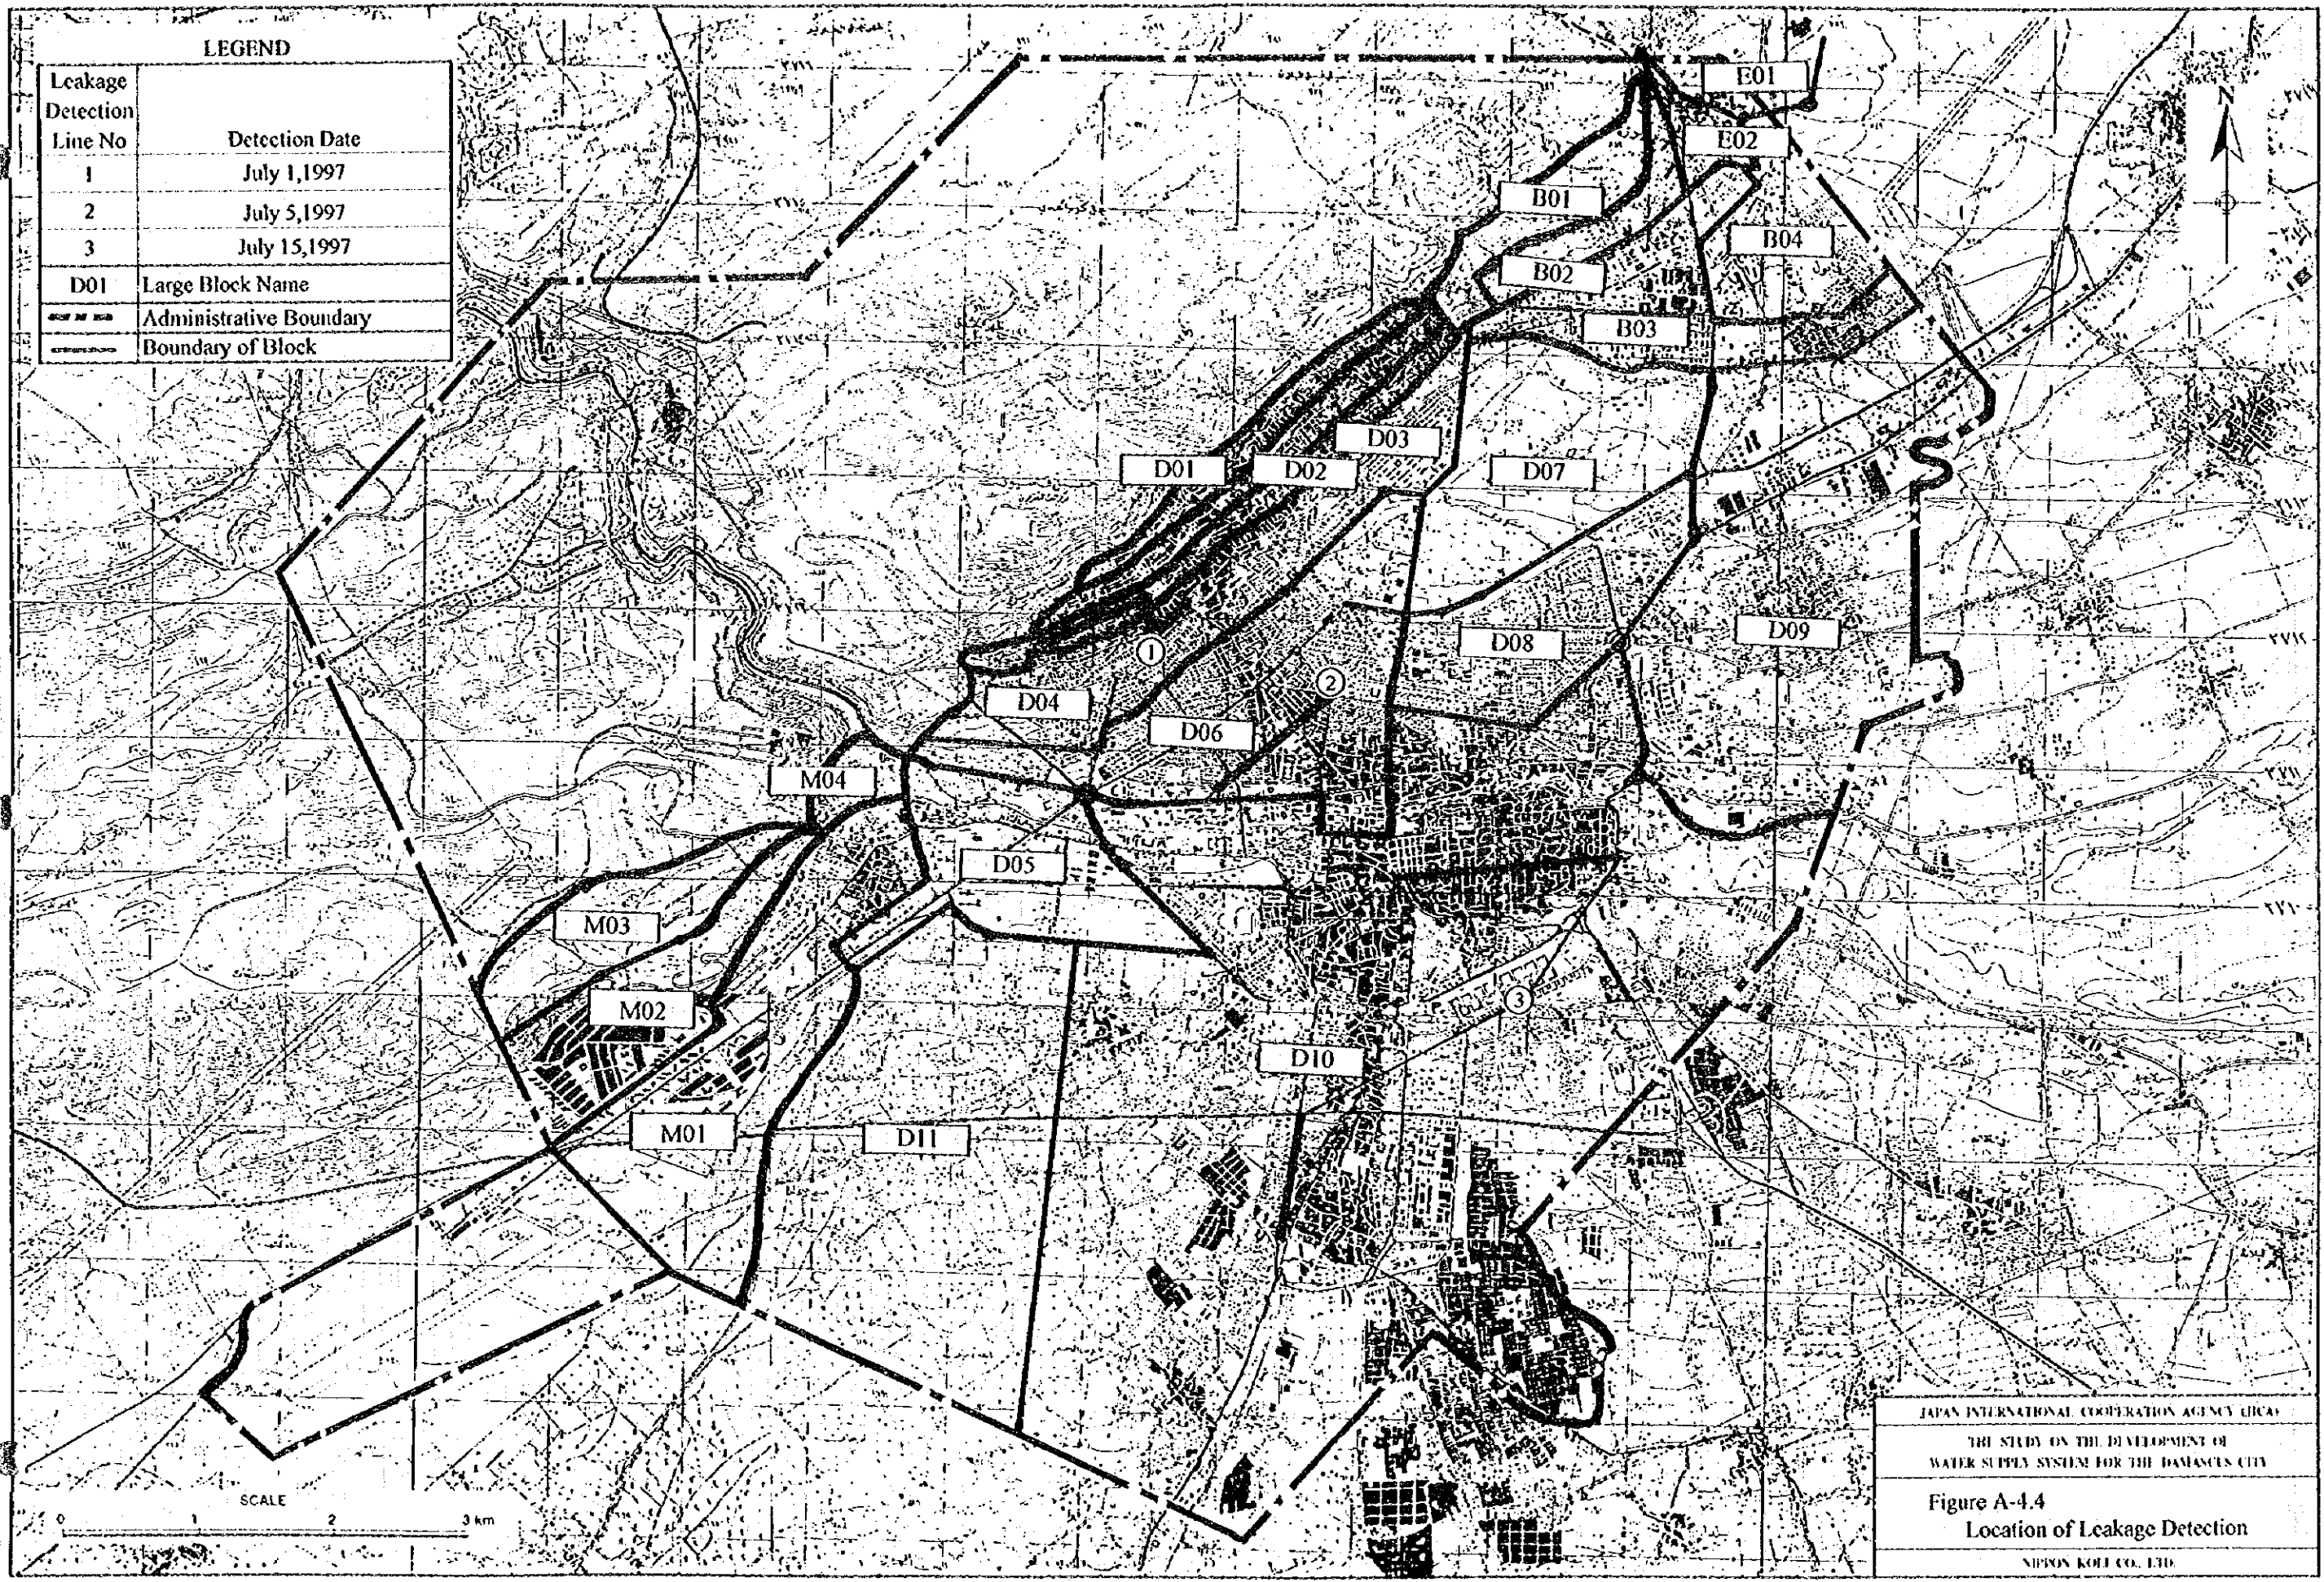 LEGEND
Leakage
Detection
Line No
Detection Date
1
July 1,1997
2
July 5,1997
3
July 15,1997
D01
Large Block Name
Administrative Boundary
Boundary of Block
N
E01
E02
B01
B04
B02
B03
D03
D01
D02
D07
D09
D08
1
2
D04
D06
M04
D05
M03
3
M02
D10
M01
D11
SCALE
0 1 2 3 km
JAPAN INTERNATIONAL COOPERATION AGENCY (JICA)
THE STUDY ON THE DEVELOPMENT OF
WATER SUPPLY SYSTEM FOR THE DAMASCUS CITY
Figure A-4.4
Location of Leakage Detection
NIPPON KOEI CO., LTD.